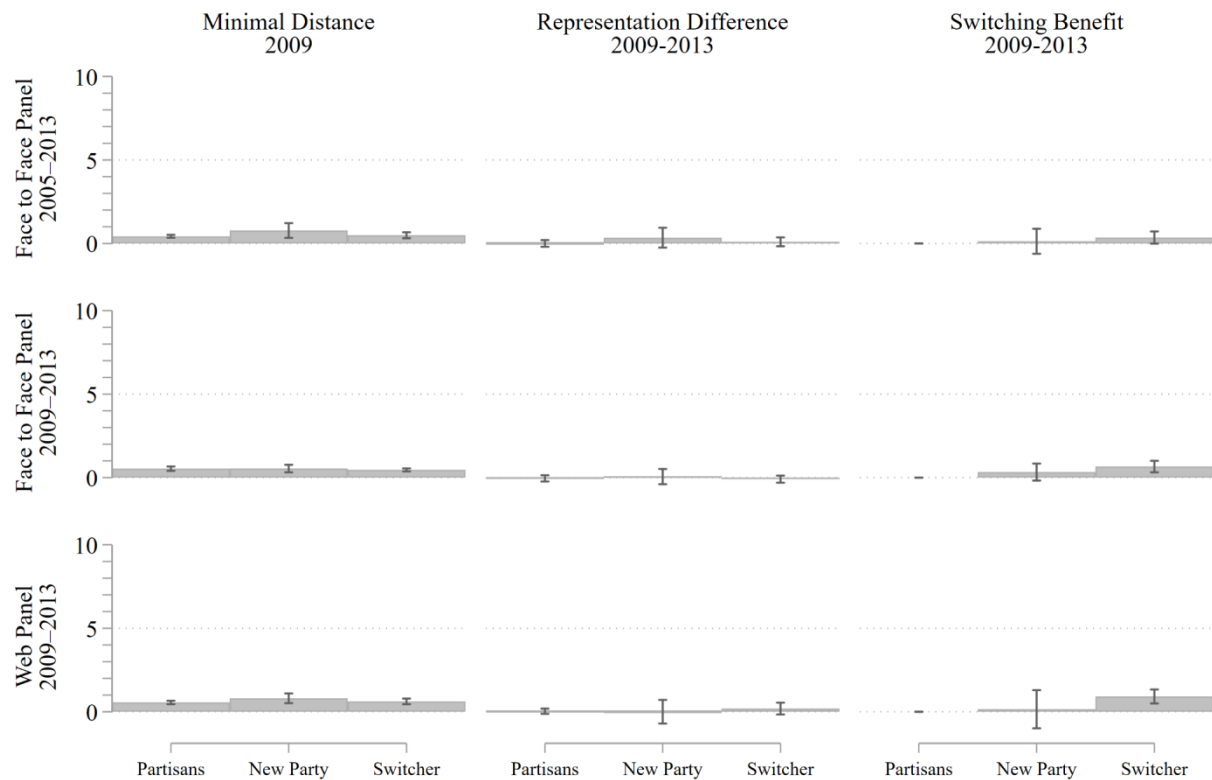 Minimal Distance
2009
Representation Difference
2009-2013
Switching Benefit
2009-2013
Face to Face Panel
2005–2013
10
5
0
Face to Face Panel
2009–2013
10
5
0
Web Panel
2009–2013
10
5
0
Partisans
New Party
Switcher
Partisans
New Party
Switcher
Partisans
New Party
Switcher